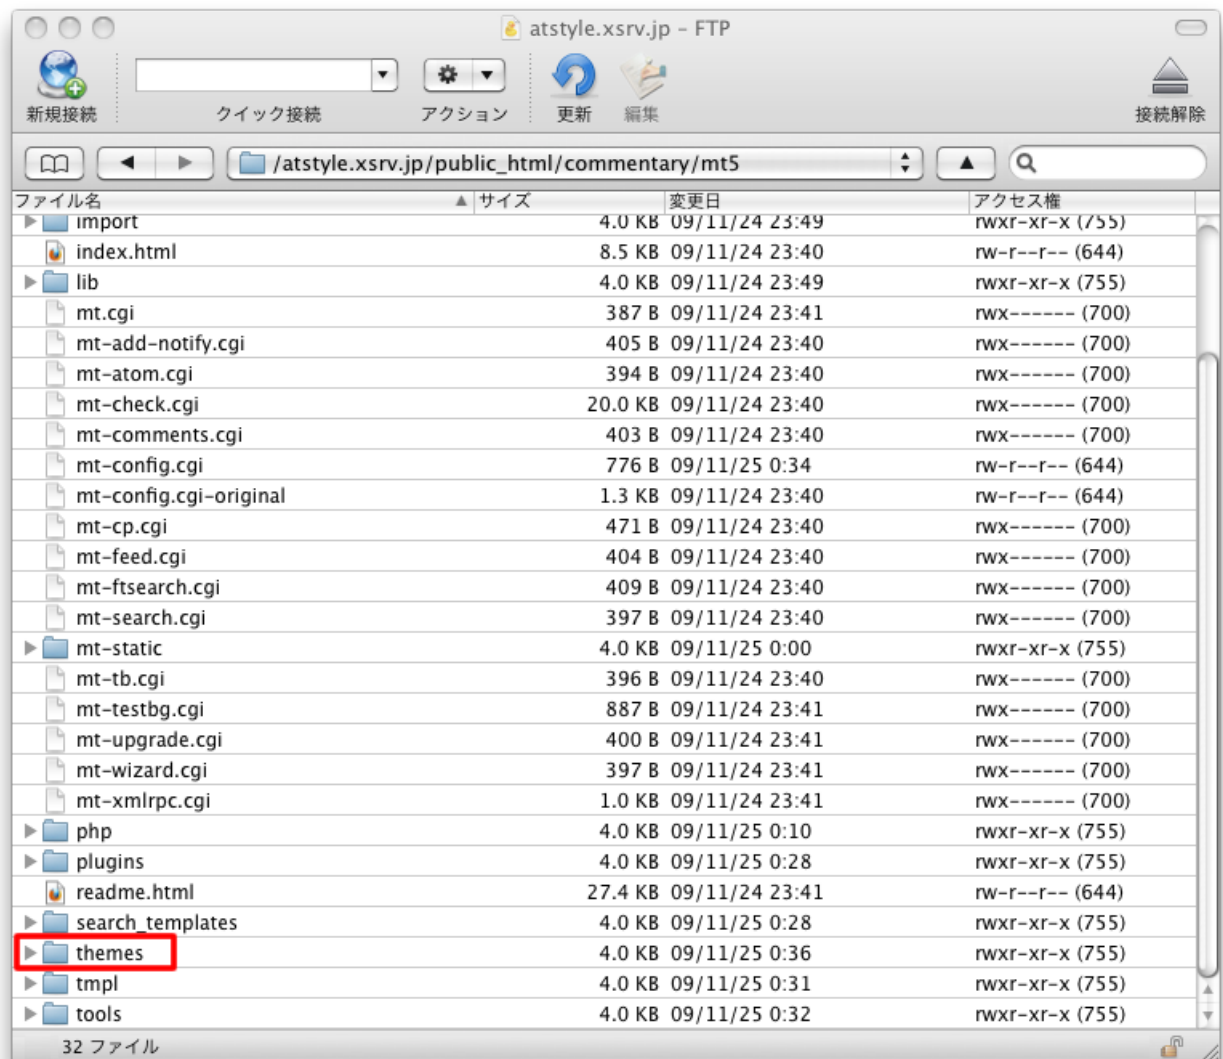 atstyle.xsrv.jp – FTP
新規接続 クイック接続 アクション 更新 編集 接続解除
/atstyle.xsrv.jp/public_html/commentary/mt5
ファイル名 サイズ 変更日 アクセス権
import 4.0 KB 09/11/24 23:49 rwxr-xr-x (755)
index.html 8.5 KB 09/11/24 23:40 rw-r--r-- (644)
lib 4.0 KB 09/11/24 23:49 rwxr-xr-x (755)
mt.cgi 387 B 09/11/24 23:41 rwx------ (700)
mt-add-notify.cgi 405 B 09/11/24 23:40 rwx------ (700)
mt-atom.cgi 394 B 09/11/24 23:40 rwx------ (700)
mt-check.cgi 20.0 KB 09/11/24 23:40 rwx------ (700)
mt-comments.cgi 403 B 09/11/24 23:40 rwx------ (700)
mt-config.cgi 776 B 09/11/25 0:34 rw-r--r-- (644)
mt-config.cgi-original 1.3 KB 09/11/24 23:40 rw-r--r-- (644)
mt-cp.cgi 471 B 09/11/24 23:40 rwx------ (700)
mt-feed.cgi 404 B 09/11/24 23:40 rwx------ (700)
mt-ftsearch.cgi 409 B 09/11/24 23:40 rwx------ (700)
mt-search.cgi 397 B 09/11/24 23:40 rwx------ (700)
mt-static 4.0 KB 09/11/25 0:00 rwxr-xr-x (755)
mt-tb.cgi 396 B 09/11/24 23:40 rwx------ (700)
mt-testbg.cgi 887 B 09/11/24 23:41 rwx------ (700)
mt-upgrade.cgi 400 B 09/11/24 23:41 rwx------ (700)
mt-wizard.cgi 397 B 09/11/24 23:41 rwx------ (700)
mt-xmlrpc.cgi 1.0 KB 09/11/24 23:41 rwx------ (700)
php 4.0 KB 09/11/25 0:10 rwxr-xr-x (755)
plugins 4.0 KB 09/11/25 0:28 rwxr-xr-x (755)
readme.html 27.4 KB 09/11/24 23:41 rw-r--r-- (644)
search_templates 4.0 KB 09/11/25 0:28 rwxr-xr-x (755)
themes 4.0 KB 09/11/25 0:36 rwxr-xr-x (755)
tmpl 4.0 KB 09/11/25 0:31 rwxr-xr-x (755)
tools 4.0 KB 09/11/25 0:32 rwxr-xr-x (755)
32 ファイル